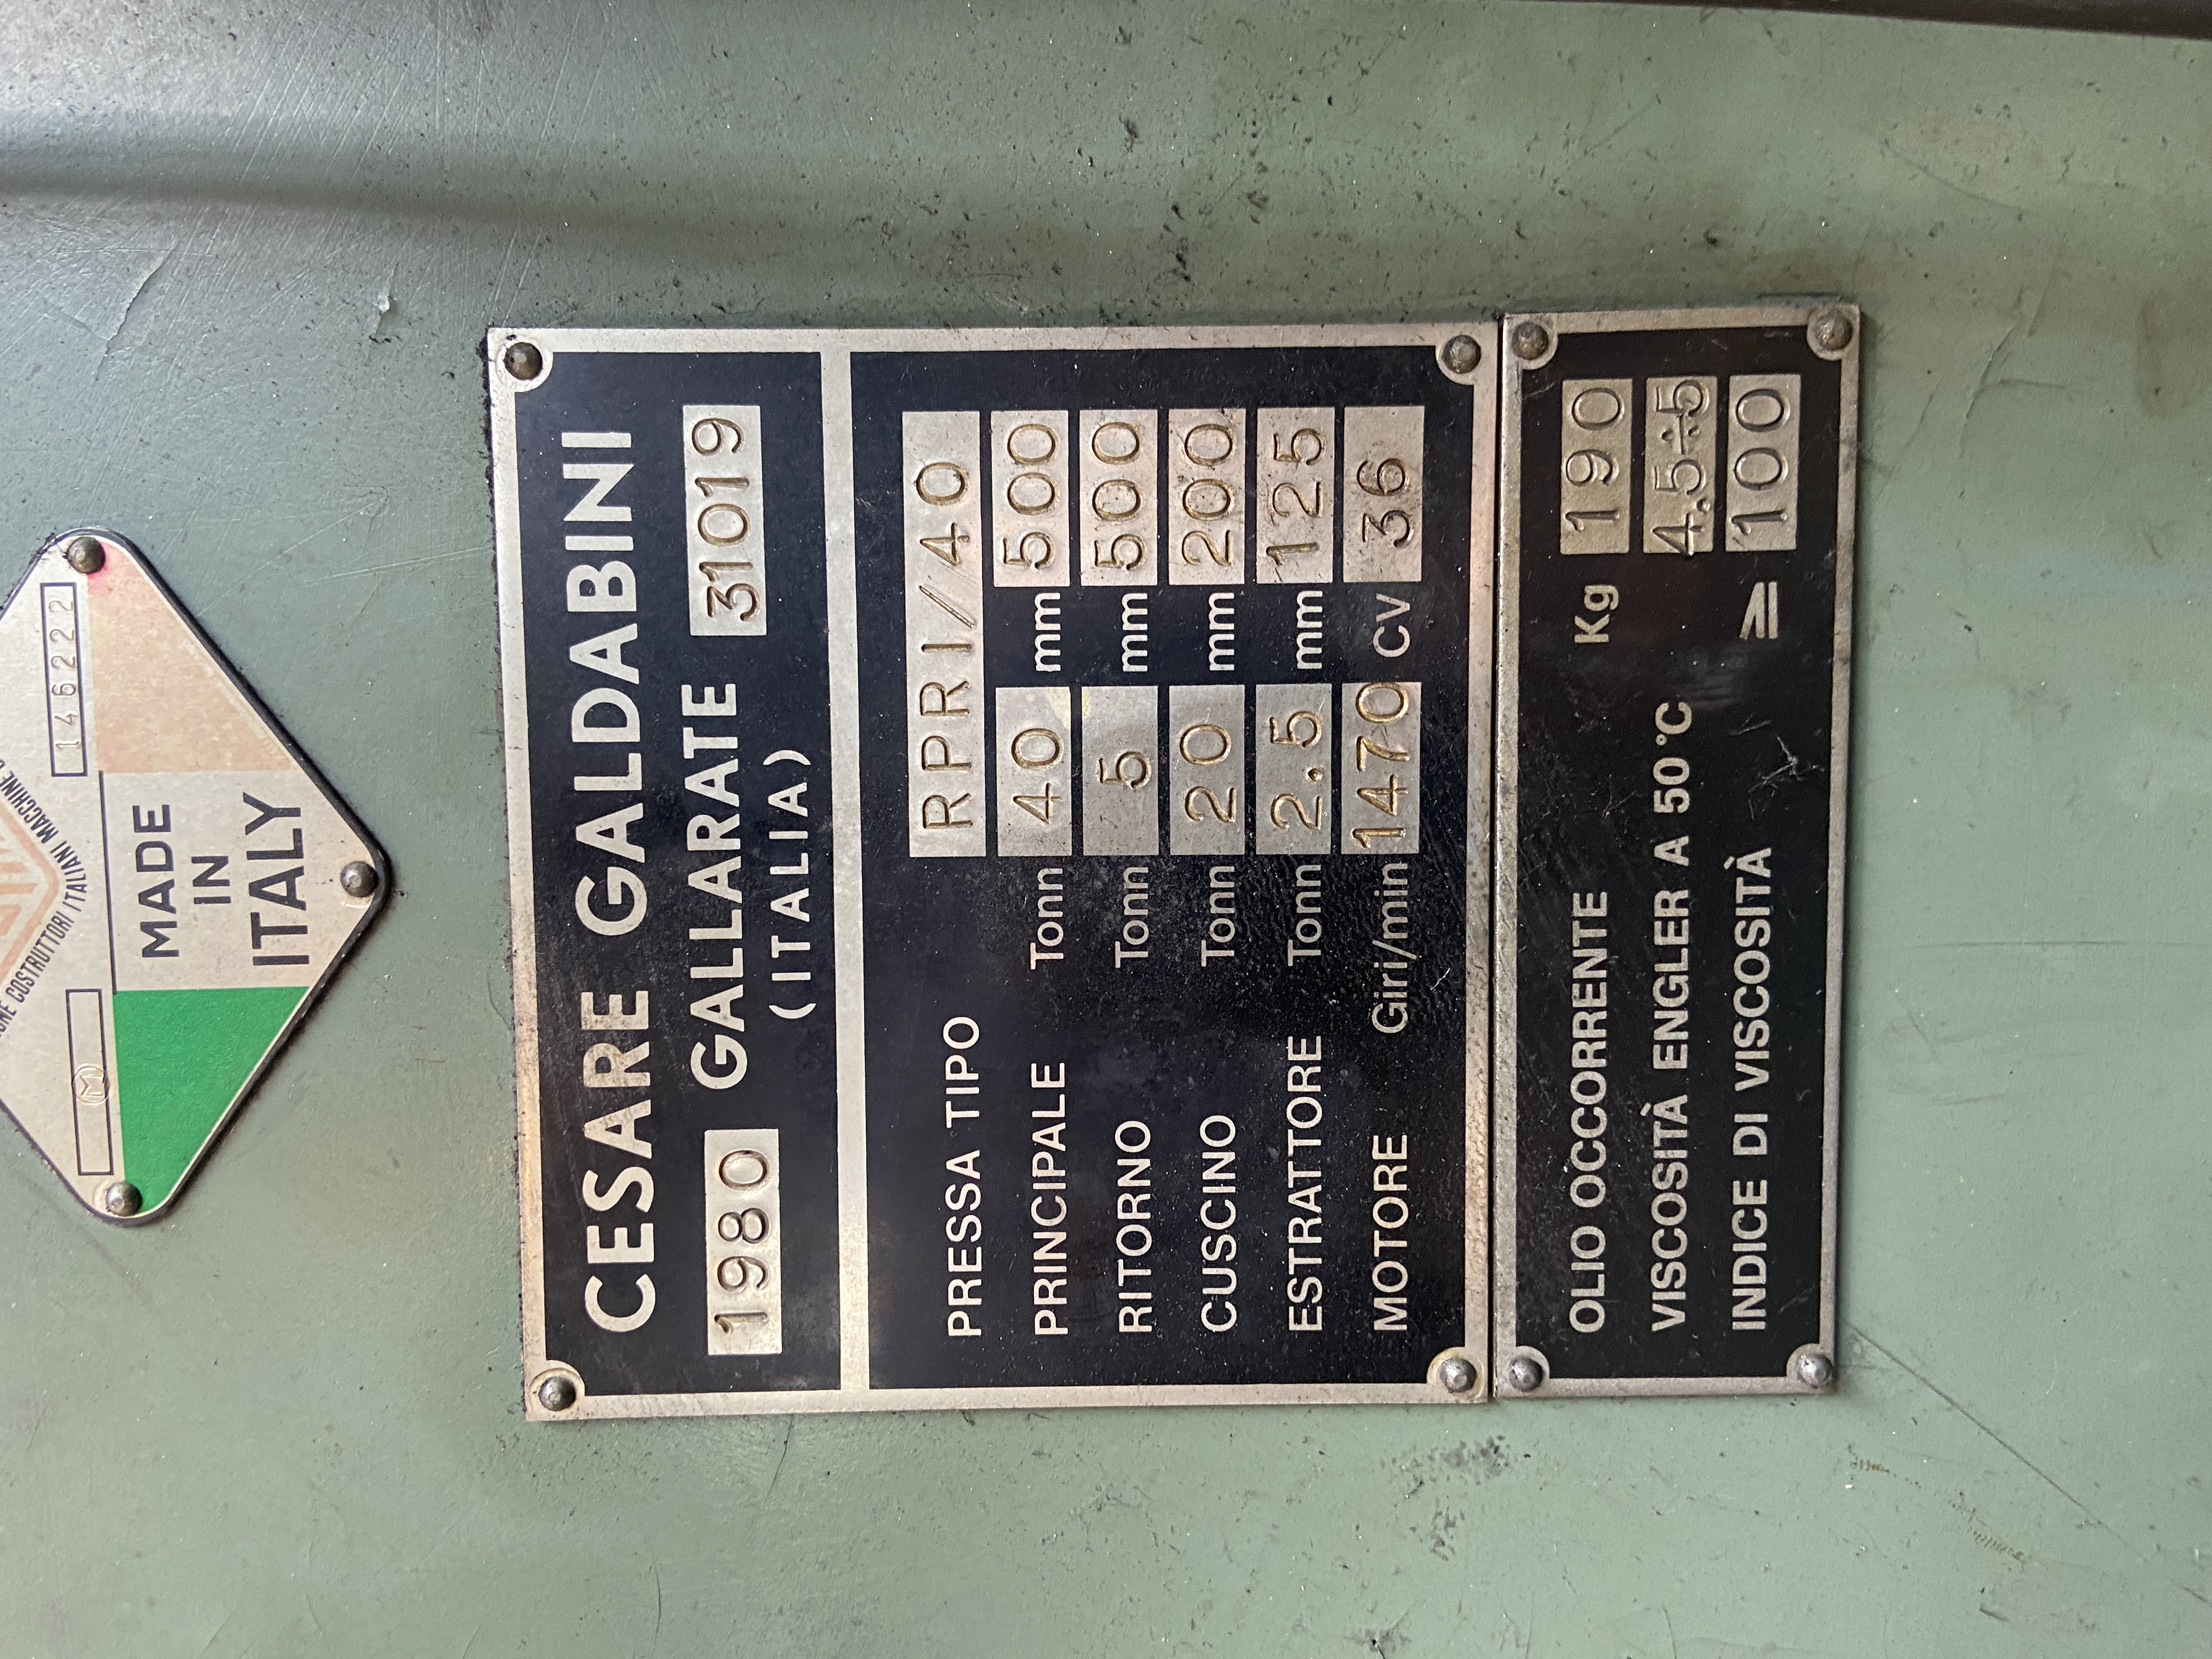 146222
COSTRUTTORI ITALIANI MACCHINE
M
MADE
IN
ITALY
CESARE GALDABINI
1980 GALLARATE 31019
(ITALIA)
PRESSA TIPO RPRI/40
PRINCIPALE Tonn 40 mm 500
RITORNO Tonn 5 mm 500
CUSCINO Tonn 20 mm 200
ESTRATTORE Tonn 2.5 mm 125
MOTORE Giri/min 1470 CV 36
OLIO OCCORRENTE Kg 190
VISCOSITÀ ENGLER A 50°C 4.5÷5
INDICE DI VISCOSITÀ ⩾ 100